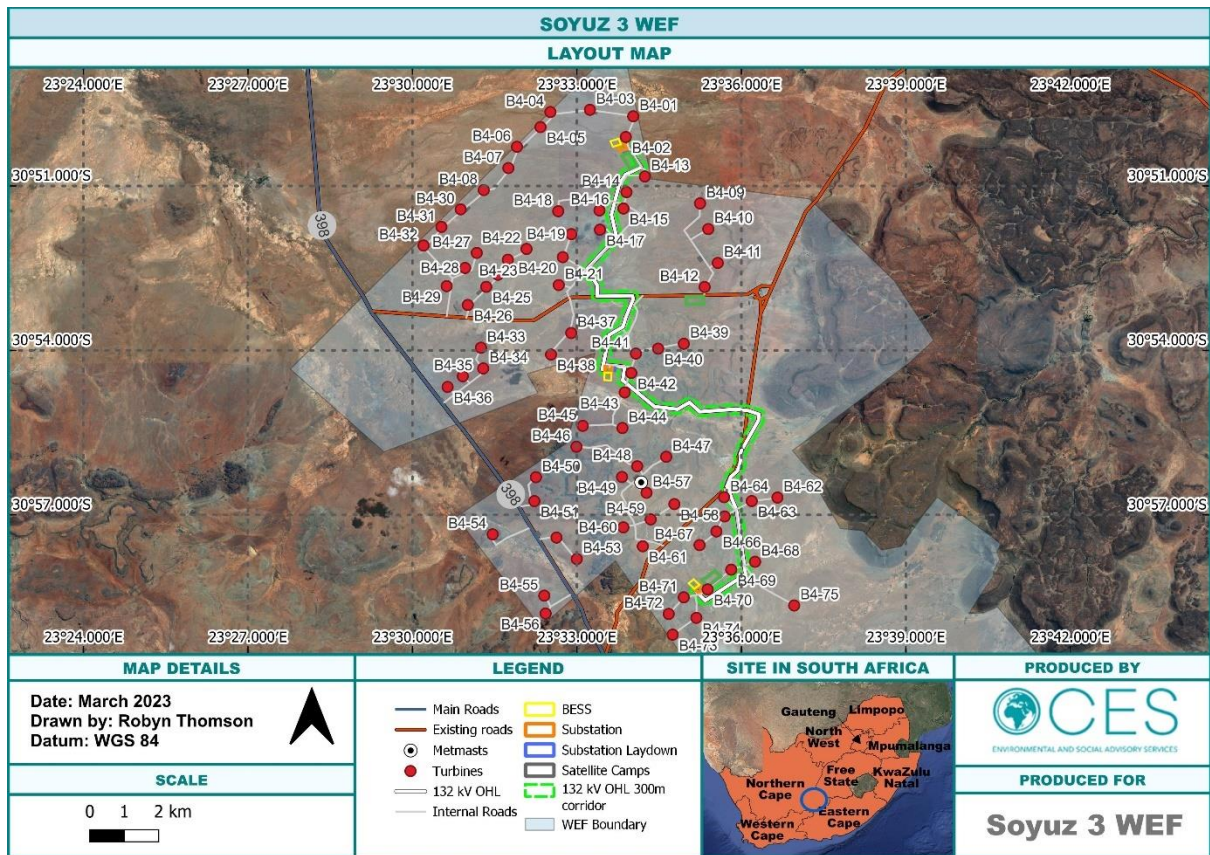 SOYUZ 3 WEF
LAYOUT MAP
23°24.000'E 23°27.000'E 23°30.000'E 23°33.000'E 23°36.000'E 23°39.000'E 23°42.000'E
B4-04 B4-03 B4-01
B4-06 B4-05
B4-02
B4-07 B4-13
30°51.000'S 30°51.000'S
B4-08 B4-14
B4-30 B4-18 B4-16 B4-09
B4-31 B4-15
B4-32 B4-27 B4-22 B4-19 B4-17 B4-10
B4-28 B4-23 B4-20 B4-21 B4-11
B4-12
B4-29 B4-25
B4-26
398
B4-33 B4-37 B4-39
30°54.000'S 30°54.000'S
B4-35 B4-34 B4-41 B4-40
B4-38
B4-36 B4-42
B4-43
B4-45 B4-44
B4-46
B4-48 B4-47
B4-50
B4-49 B4-57
B4-64 B4-62
398
30°57.000'S 30°57.000'S
B4-51 B4-59 B4-58 B4-63
B4-54 B4-60 B4-67 B4-66
B4-53 B4-61 B4-68
B4-69
B4-55 B4-71 B4-75
B4-72 B4-70
B4-56 B4-74
B4-73
23°24.000'E 23°27.000'E 23°30.000'E 23°33.000'E 23°36.000'E 23°39.000'E 23°42.000'E
MAP DETAILS
Date: March 2023
Drawn by: Robyn Thomson
Datum: WGS 84
SCALE
0 1 2 km
LEGEND
Main Roads
Existing roads
Metmasts
Turbines
132 kV OHL
Internal Roads
BESS
Substation
Substation Laydown
Satellite Camps
132 kV OHL 300m
corridor
WEF Boundary
SITE IN SOUTH AFRICA
Limpopo
Gauteng
North
West
Mpumalanga
Free
State
KwaZulu
Natal
Northern
Cape
Eastern
Cape
Western
Cape
PRODUCED BY
CES
ENVIRONMENTAL AND SOCIAL ADVISORY SERVICES
PRODUCED FOR
Soyuz 3 WEF